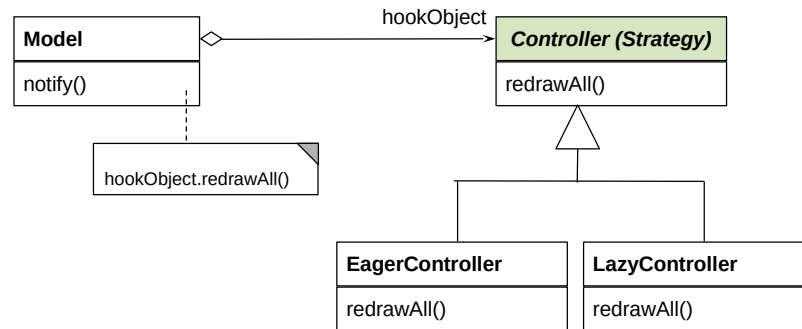 hookObject
Model
Controller (Strategy)
notify()
redrawAll()
hookObject.redrawAll()
EagerController
LazyController
redrawAll()
redrawAll()